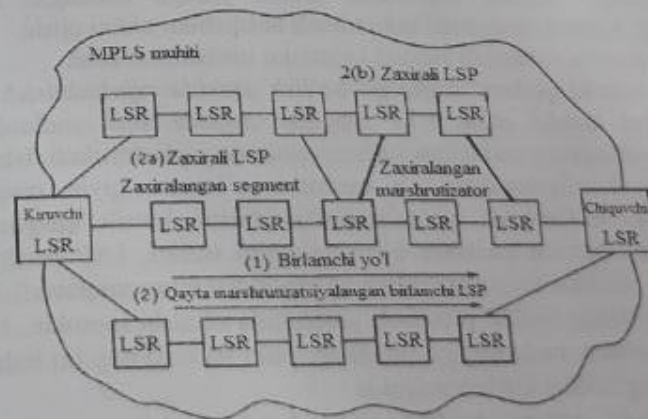 MPLS muhiti
2(b) Zaxirali LSP
LSR LSR LSR LSR LSR
(2a) Zaxirali LSP
Zaxiralangan segment
Zaxiralangan
marshrutizator
Kiruvchi
LSR
LSR LSR LSR LSR LSR
Chiquvchi
LSR
(1) Birlamchi yo'l
(2) Qayta marshrunratsiyalangan birlamchi LSP
LSR LSR LSR LSR LSR